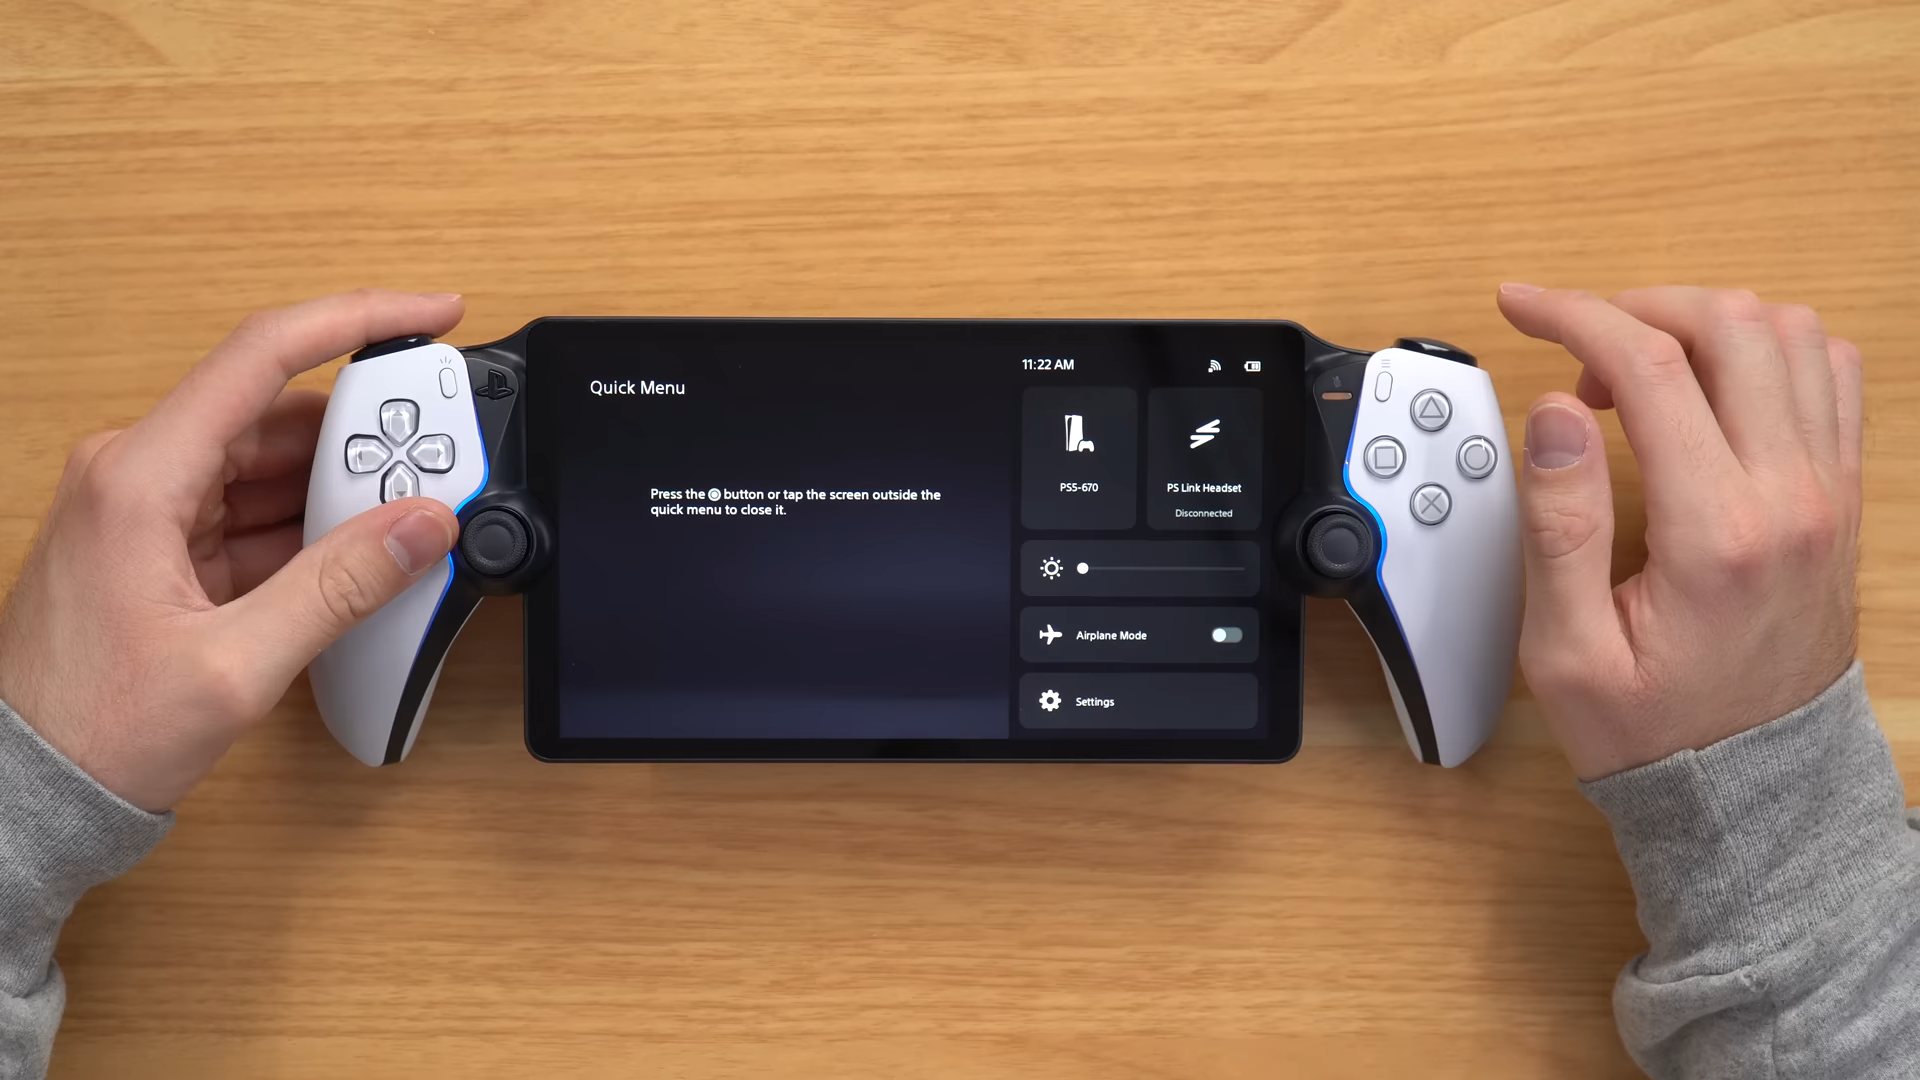 Quick Menu
Press the button or tap the screen outside the
quick menu to close it.
11:22 AM
PS5-670
PS Link Headset
Disconnected
Airplane Mode
Settings